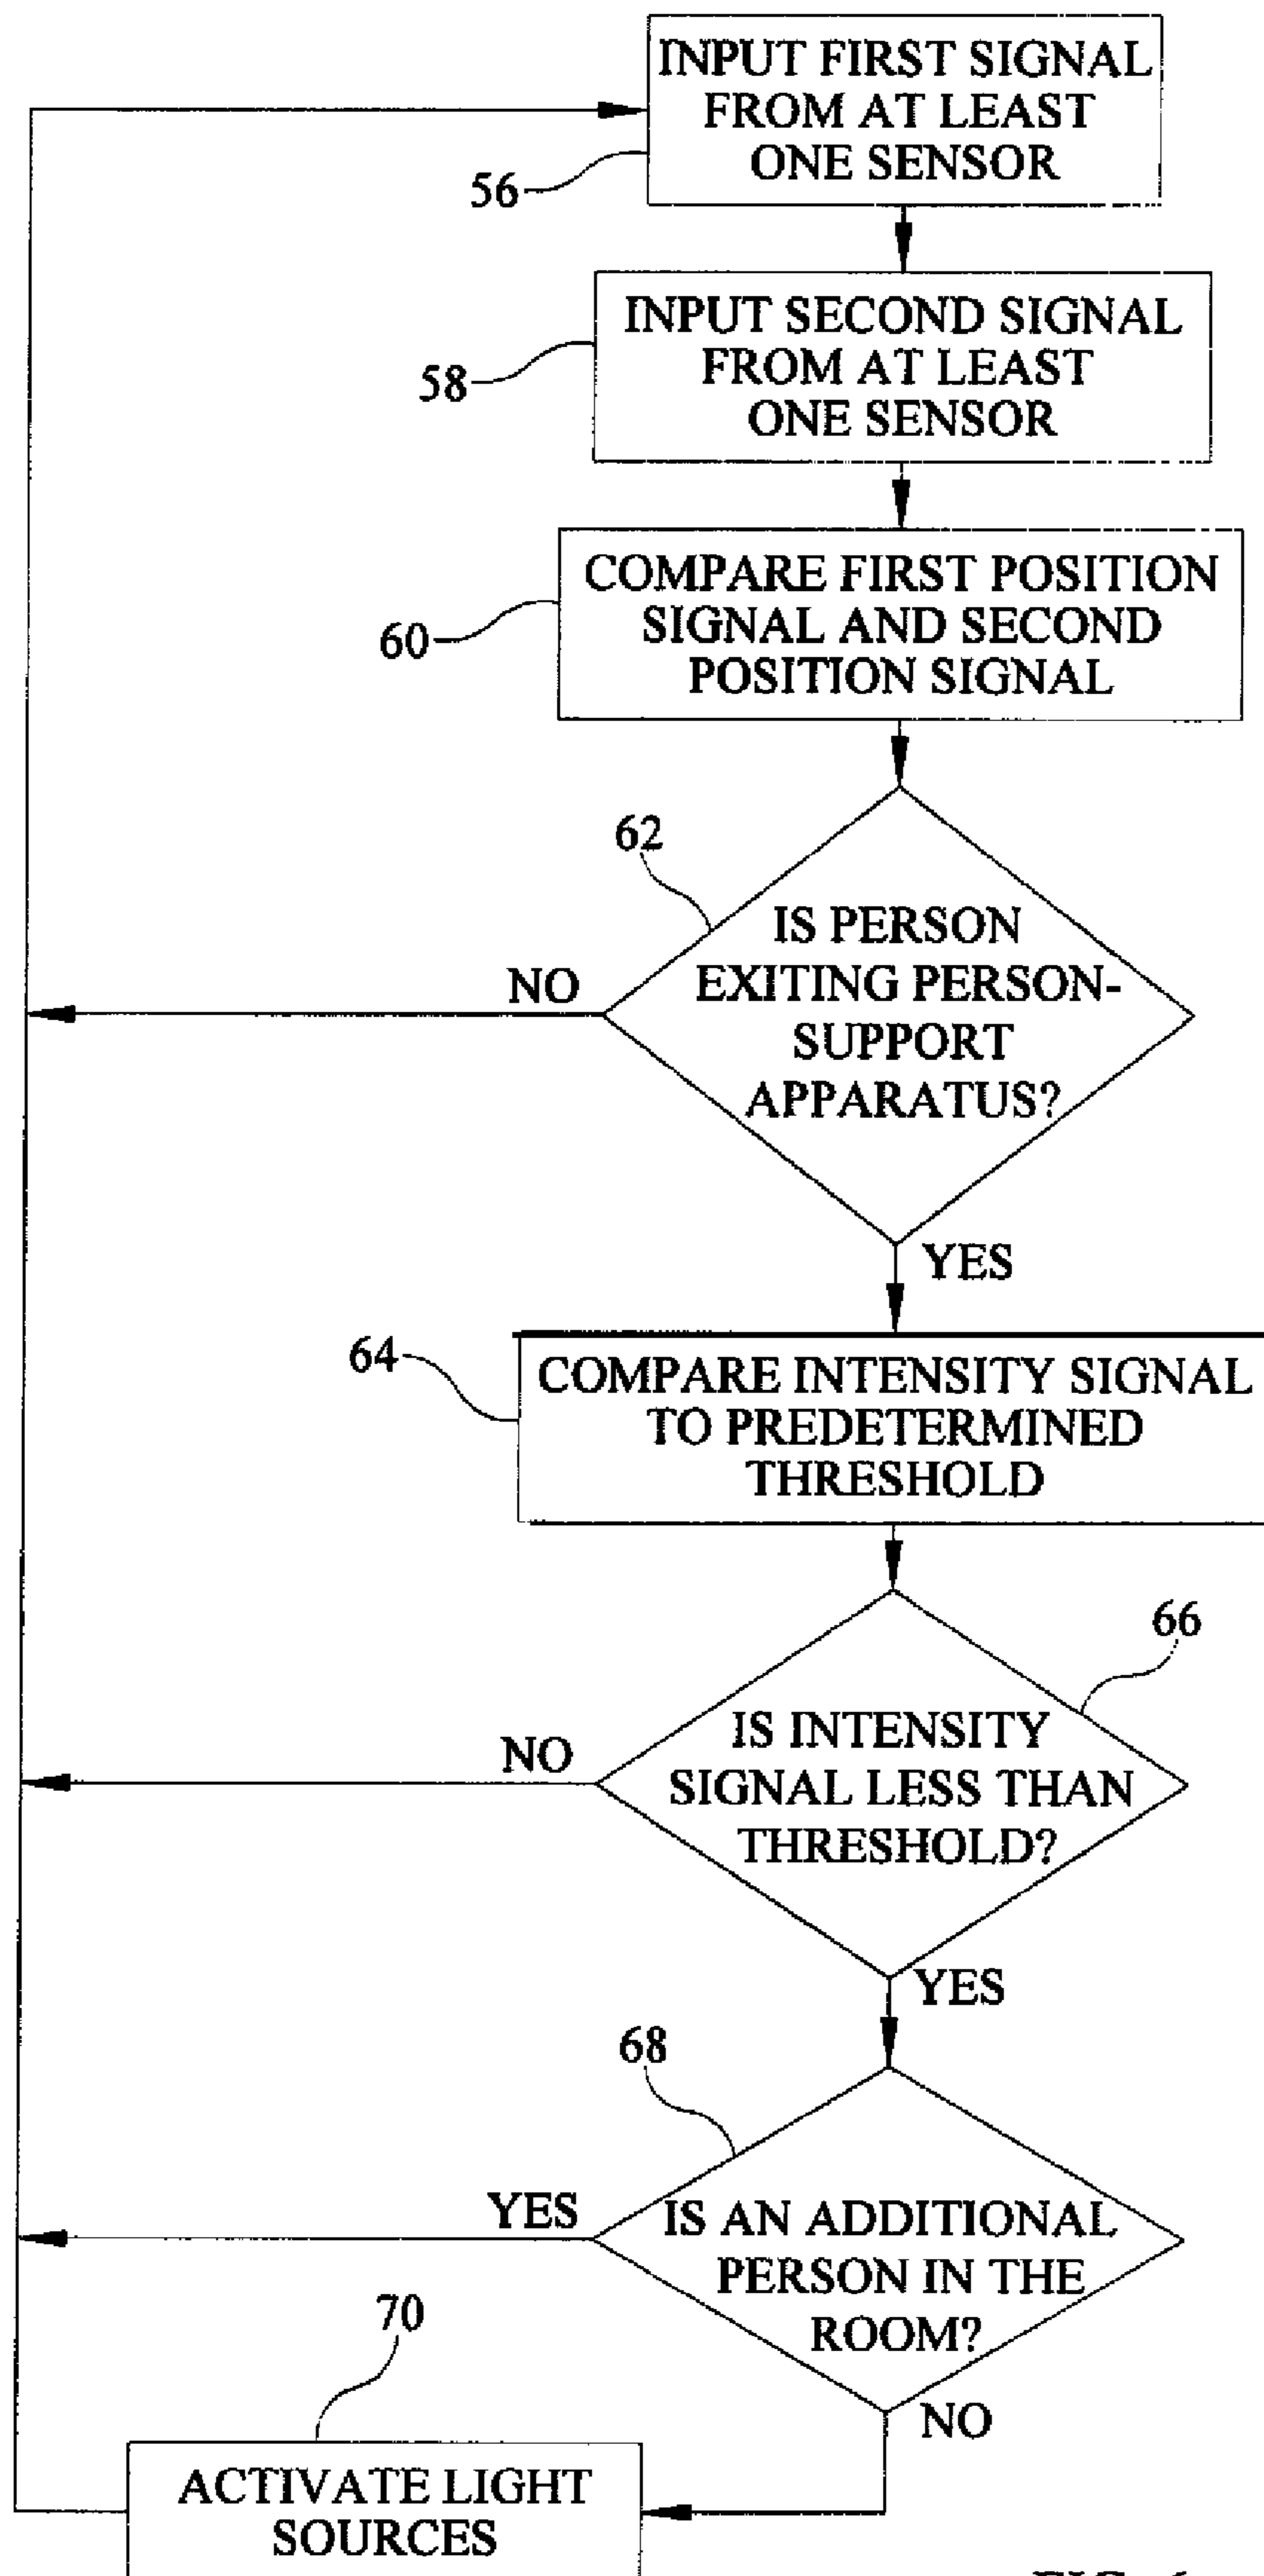 INPUT FIRST SIGNAL
FROM AT LEAST
ONE SENSOR
56
INPUT SECOND SIGNAL
FROM AT LEAST
ONE SENSOR
58
COMPARE FIRST POSITION
SIGNAL AND SECOND
POSITION SIGNAL
60
62
IS PERSON
EXITING PERSON-
SUPPORT
APPARATUS?
NO
YES
64
COMPARE INTENSITY SIGNAL
TO PREDETERMINED
THRESHOLD
66
IS INTENSITY
SIGNAL LESS THAN
THRESHOLD?
NO
YES
68
IS AN ADDITIONAL
PERSON IN THE
ROOM?
YES
NO
70
ACTIVATE LIGHT
SOURCES